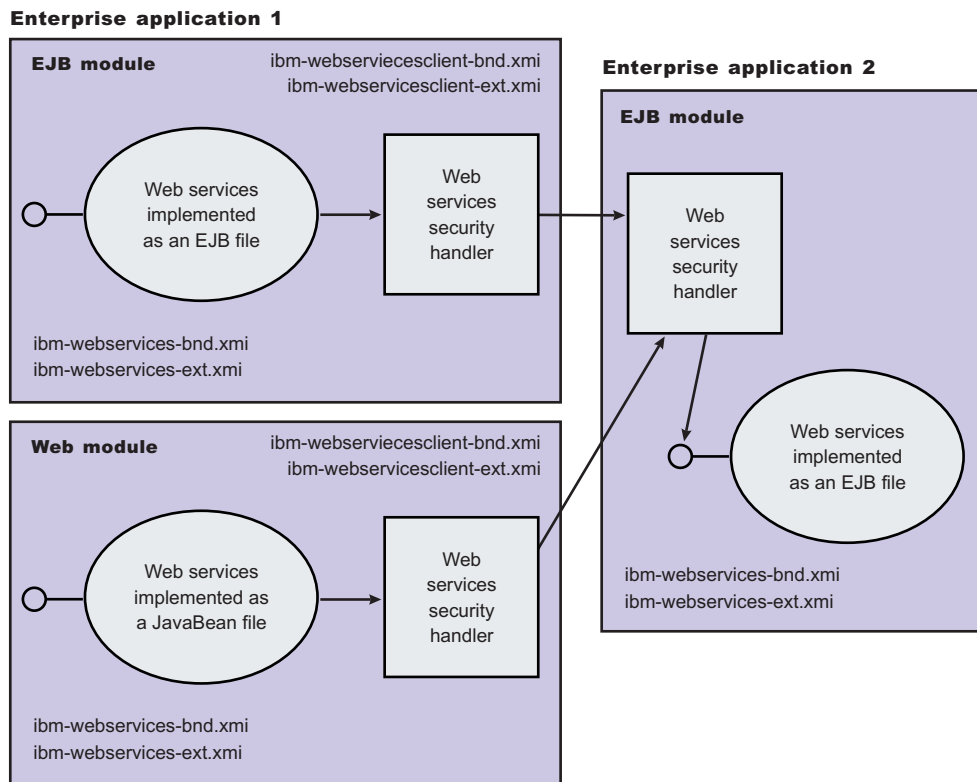 Enterprise application 1
EJB module
ibm-webserviecesclient-bnd.xmi
ibm-webservicesclient-ext.xmi
Web services
implemented
as an EJB file
Web
services
security
handler
ibm-webservices-bnd.xmi
ibm-webservices-ext.xmi
Web module
ibm-webserviecesclient-bnd.xmi
ibm-webservicesclient-ext.xmi
Web services
implemented as
a JavaBean file
Web
services
security
handler
ibm-webservices-bnd.xmi
ibm-webservices-ext.xmi
Enterprise application 2
EJB module
Web
services
security
handler
Web services
implemented
as an EJB file
ibm-webservices-bnd.xmi
ibm-webservices-ext.xmi